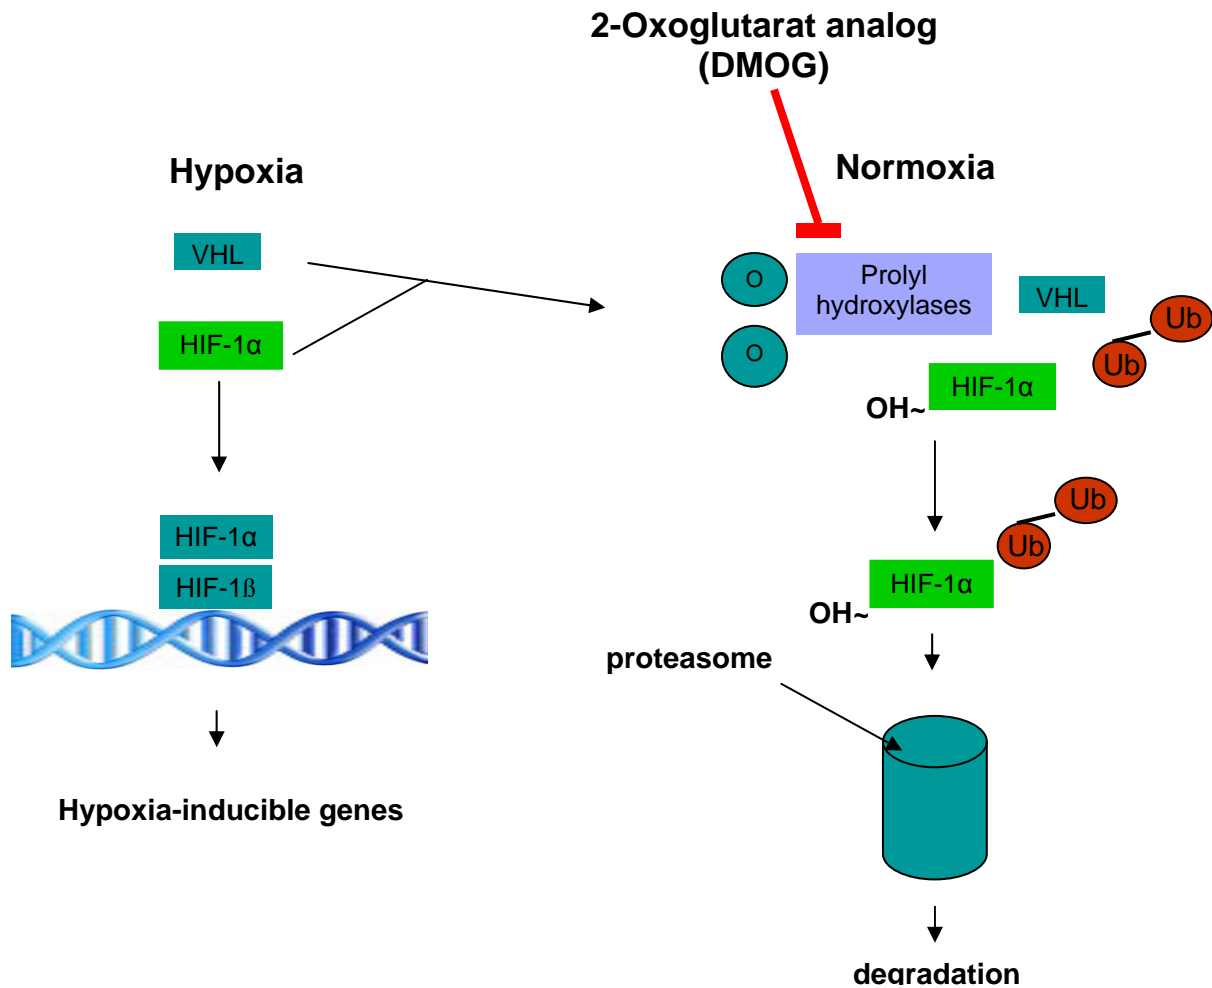 2-Oxoglutarat analog
(DMOG)
Hypoxia
Normoxia
VHL
HIF-1α
O
O
Prolyl
hydroxylases
VHL
Ub
Ub
HIF-1α
OH~
HIF-1α
HIF-1ß
Ub
Ub
HIF-1α
OH~
proteasome
Hypoxia-inducible genes
degradation